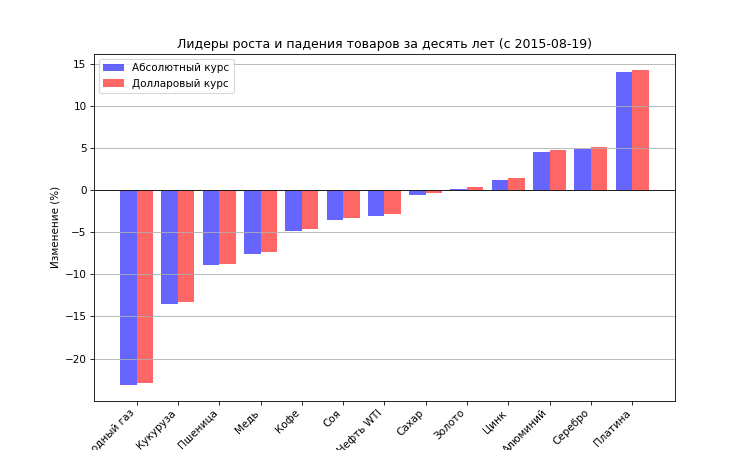 Лидеры роста и падения товаров за десять лет (с 2015-08-19)
Абсолютный курс
Долларовый курс
Изменение (%)
15
10
5
0
−5
−10
−15
−20
одный газ
Кукуруза
Пшеница
Медь
Кофе
Соя
Нефть WTI
Сахар
Золото
Цинк
Алюминий
Серебро
Платина